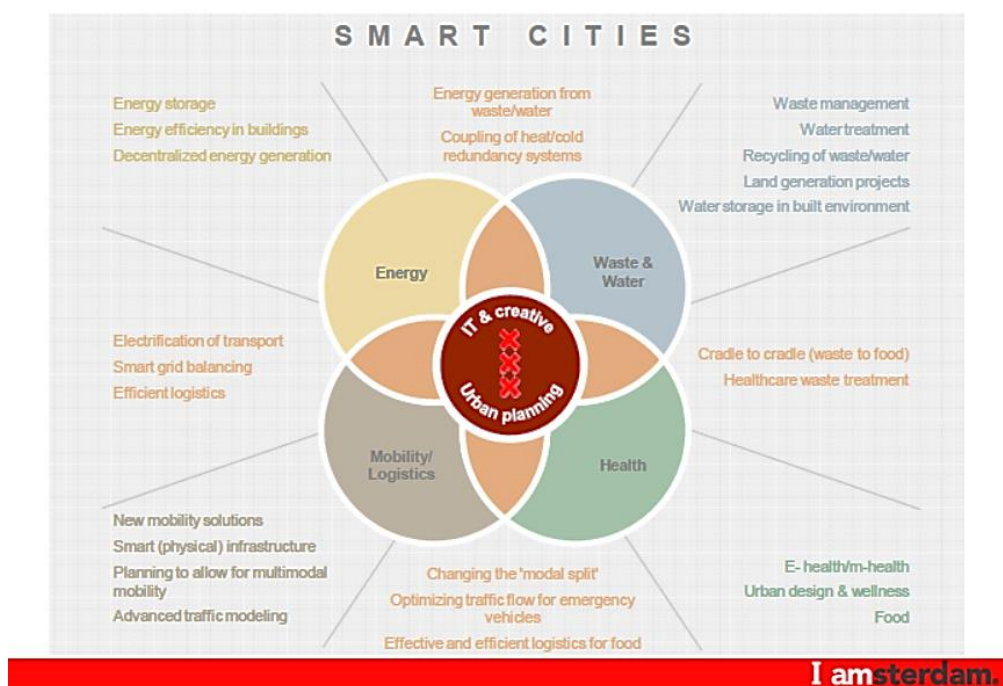 SMART CITIES
Energy storage
Energy efficiency in buildings
Decentralized energy generation
Energy generation from
waste/water
Coupling of heat/cold
redundancy systems
Waste management
Water treatment
Recycling of waste/water
Land generation projects
Water storage in built environment
Energy
Waste &
Water
IT & creative
Urban planning
Electrification of transport
Smart grid balancing
Efficient logistics
Cradle to cradle (waste to food)
Healthcare waste treatment
Mobility/
Logistics
Health
New mobility solutions
Smart (physical) infrastructure
Planning to allow for multimodal
mobility
Advanced traffic modeling
Changing the 'modal split'
Optimizing traffic flow for emergency
vehicles
Effective and efficient logistics for food
E- health/m-health
Urban design & wellness
Food
I amsterdam.